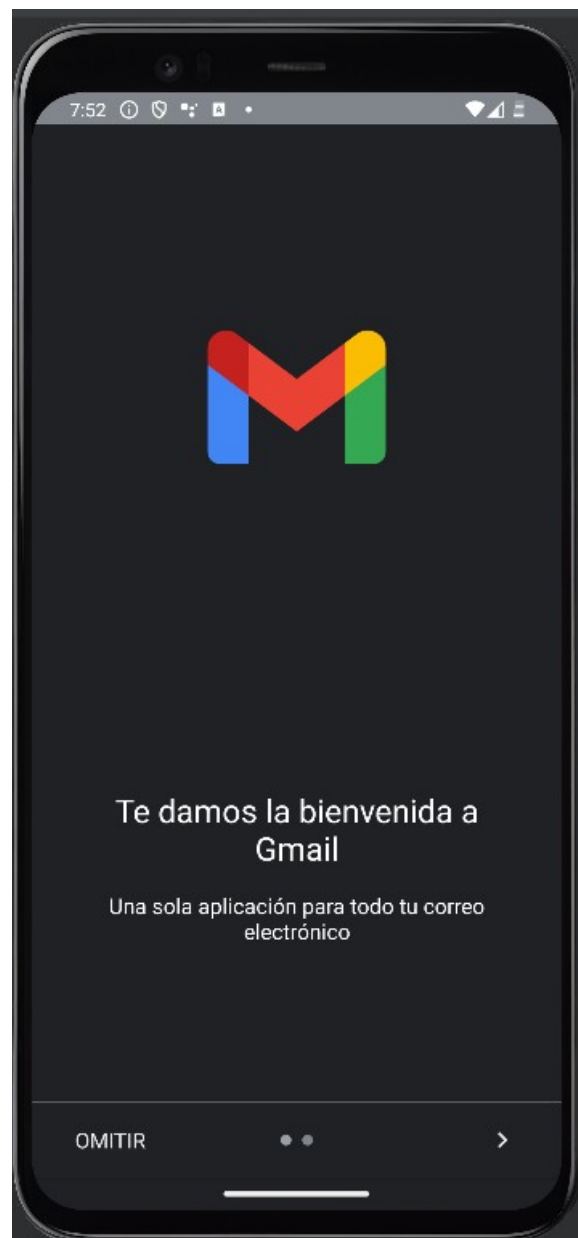 7:52
Te damos la bienvenida a
Gmail
Una sola aplicación para todo tu correo
electrónico
OMITIR